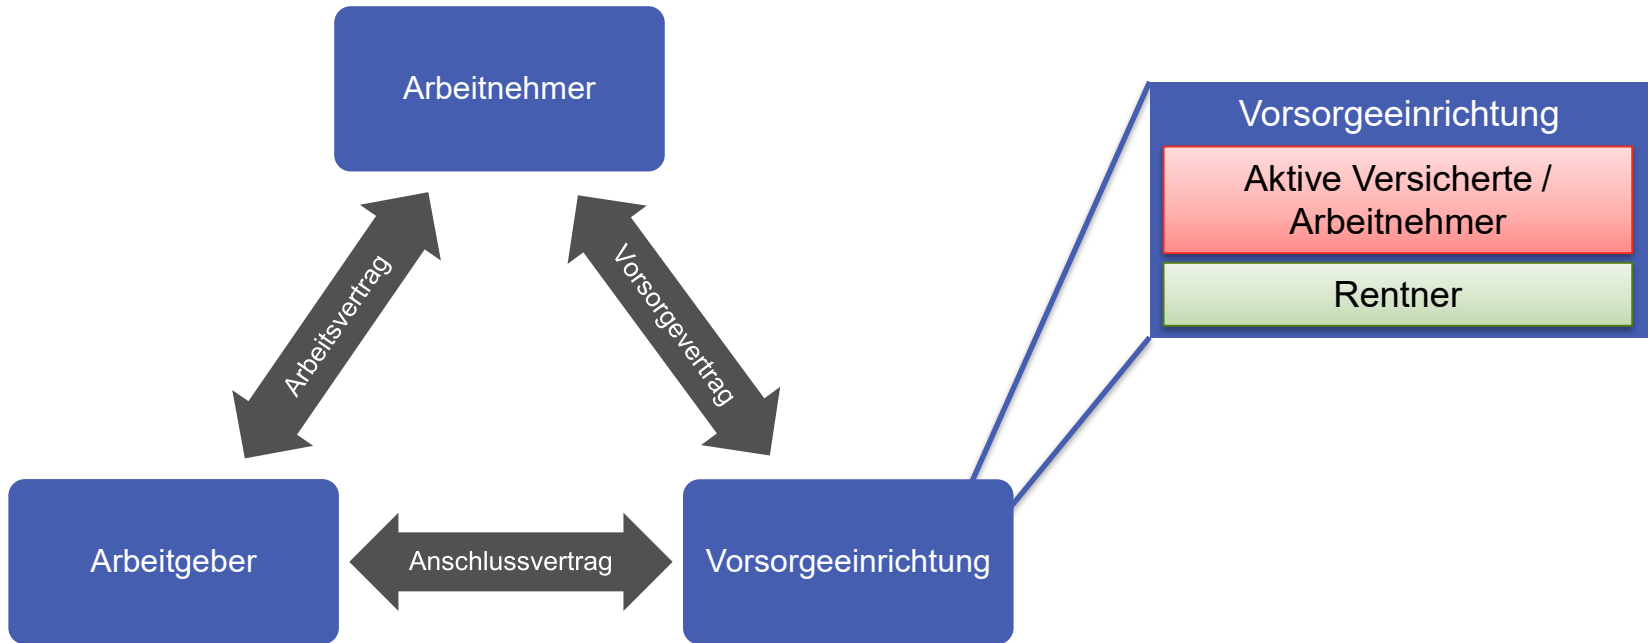 Arbeitnehmer
Vorsorgeeinrichtung
Aktive Versicherte /
Arbeitnehmer
Rentner
Arbeitsvertrag
Vorsorgevertrag
Arbeitgeber
Anschlussvertrag
Vorsorgeeinrichtung